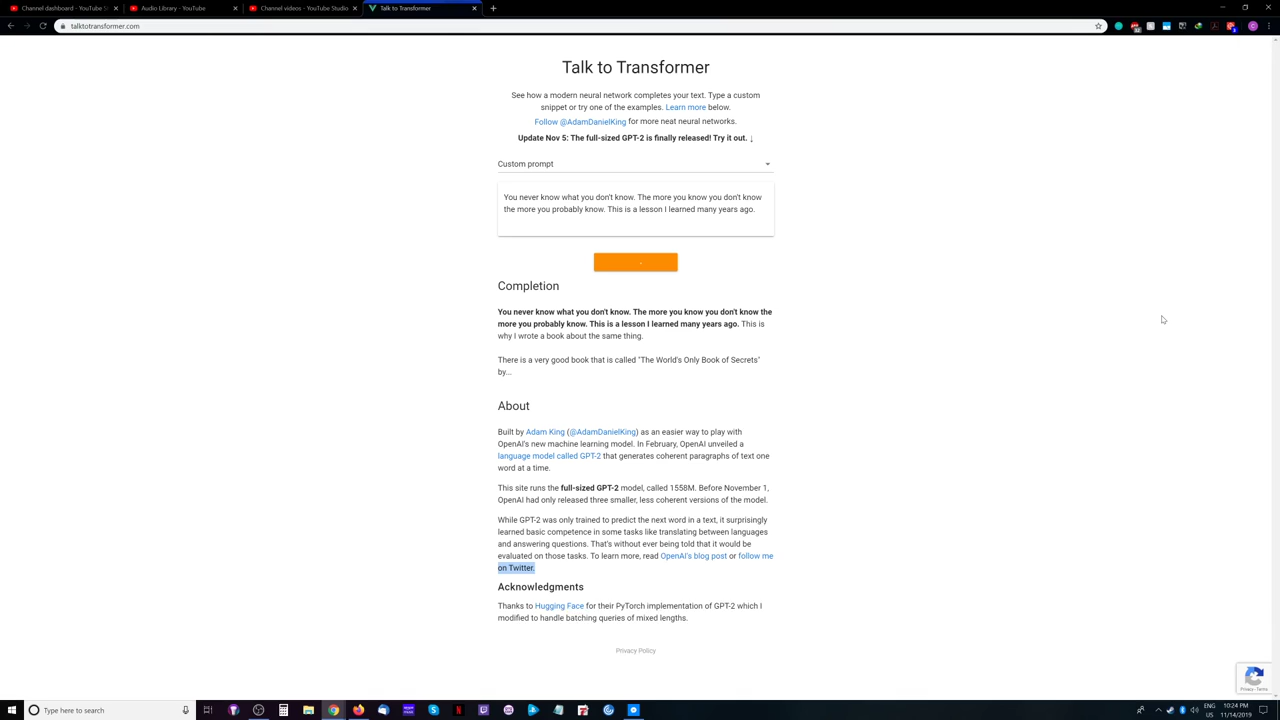 Channel dashboard - YouTube St
Audio Library - YouTube
Channel videos - YouTube Studio
Talk to Transformer
talktotransformer.com
Talk to Transformer
See how a modern neural network completes your text. Type a custom
snippet or try one of the examples. Learn more below.
Follow @AdamDanielKing for more neat neural networks.
Update Nov 5: The full-sized GPT-2 is finally released! Try it out. ↓
Custom prompt
You never know what you don't know. The more you know you don't know
the more you probably know. This is a lesson I learned many years ago.
Completion
You never know what you don't know. The more you know you don't know the
more you probably know. This is a lesson I learned many years ago. This is
why I wrote a book about the same thing.
There is a very good book that is called "The World's Only Book of Secrets"
by...
About
Built by Adam King (@AdamDanielKing) as an easier way to play with
OpenAI's new machine learning model. In February, OpenAI unveiled a
language model called GPT-2 that generates coherent paragraphs of text one
word at a time.
This site runs the full-sized GPT-2 model, called 1558M. Before November 1,
OpenAI had only released three smaller, less coherent versions of the model.
While GPT-2 was only trained to predict the next word in a text, it surprisingly
learned basic competence in some tasks like translating between languages
and answering questions. That's without ever being told that it would be
evaluated on those tasks. To learn more, read OpenAI's blog post or follow me
on Twitter.
Acknowledgments
Thanks to Hugging Face for their PyTorch implementation of GPT-2 which I
modified to handle batching queries of mixed lengths.
Privacy Policy
Privacy - Terms
Type here to search
ENG
US
10:24 PM
11/14/2019